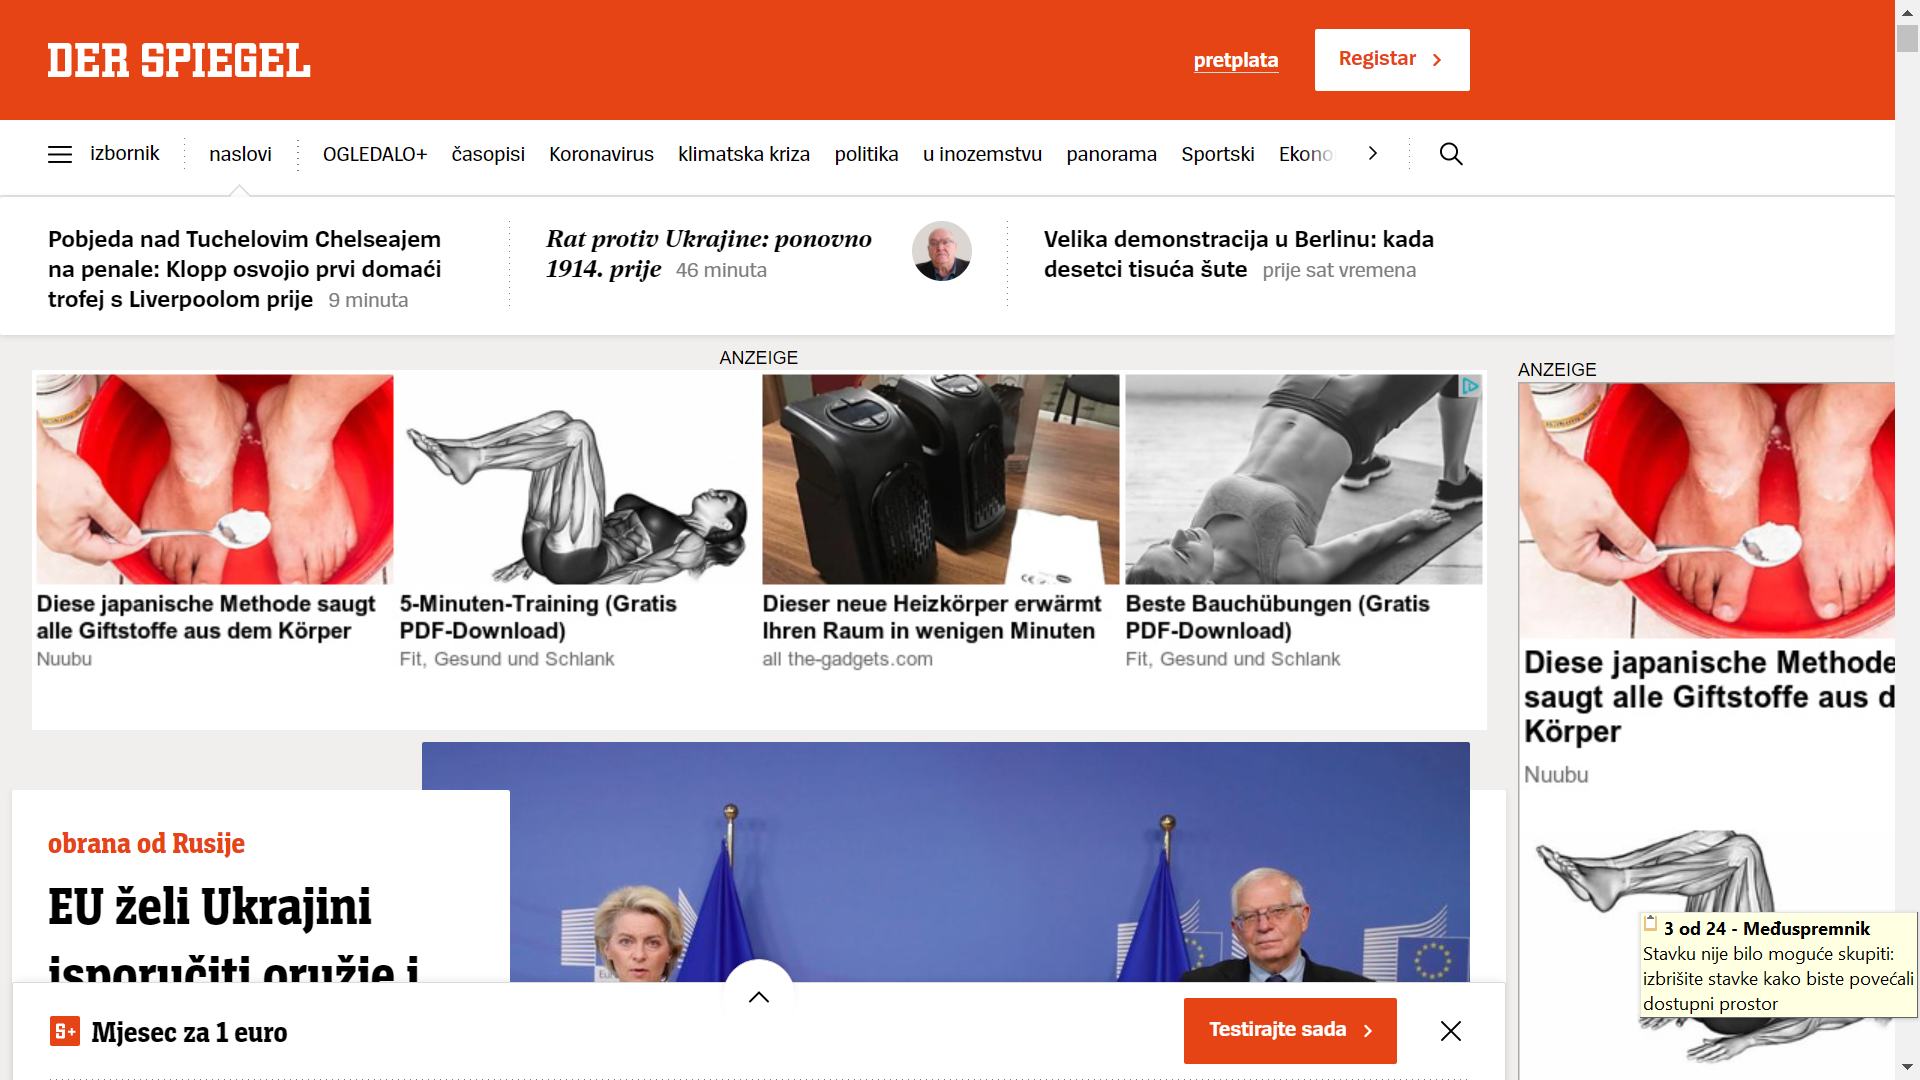 DER SPIEGEL
pretplata
Registar
izbornik
naslovi
OGLEDALO+
časopisi
Koronavirus
klimatska kriza
politika
u inozemstvu
panorama
Sportski
Ekono
Pobjeda nad Tuchelovim Chelseajem
na penale: Klopp osvojio prvi domaći
trofej s Liverpoolom prije 9 minuta
Rat protiv Ukrajine: ponovno
1914. prije 46 minuta
Velika demonstracija u Berlinu: kada
desetci tisuća šute prije sat vremena
ANZEIGE
Diese japanische Methode saugt
alle Giftstoffe aus dem Körper
Nuubu
5-Minuten-Training (Gratis
PDF-Download)
Fit, Gesund und Schlank
Dieser neue Heizkörper erwärmt
Ihren Raum in wenigen Minuten
all the-gadgets.com
Beste Bauchübungen (Gratis
PDF-Download)
Fit, Gesund und Schlank
ANZEIGE
Diese japanische Methode
saugt alle Giftstoffe aus d
Körper
Nuubu
obrana od Rusije
EU želi Ukrajini
isporučiti oružje i
3 od 24 - Međuspremnik
Stavku nije bilo moguće skupiti:
izbrišite stavke kako biste povećali
dostupni prostor
S+ Mjesec za 1 euro
Testirajte sada